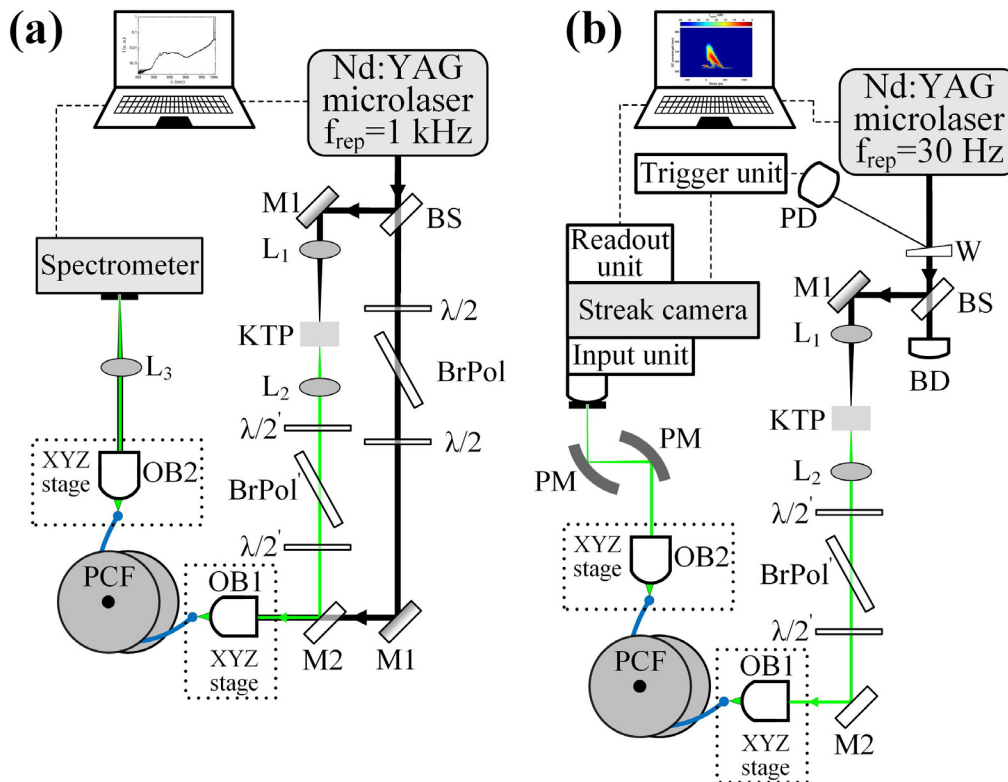 (a)
Nd:YAG
microlaser
f_rep=1 kHz
M1
BS
L₁
Spectrometer
λ/2
KTP
BrPol
L₃
L₂
λ/2'
λ/2
XYZ
stage
OB2
BrPol'
λ/2'
PCF
OB1
XYZ
stage
M2
M1
(b)
Nd:YAG
microlaser
f_rep=30 Hz
Trigger unit
PD
Readout
unit
W
M1
BS
Streak camera
L₁
Input unit
BD
KTP
PM
PM
L₂
λ/2'
XYZ
stage
OB2
BrPol'
λ/2'
PCF
OB1
XYZ
stage
M2